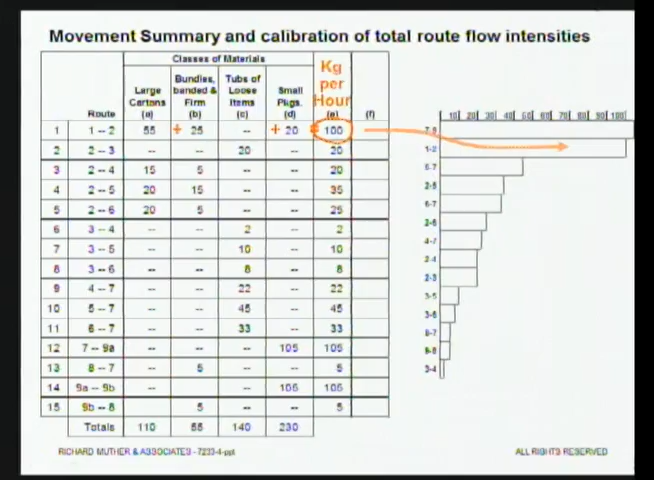 Movement Summary and calibration of total route flow intensities
Classes of Materials
Route
Large Cartons (a)
Bundles, banded & Firm (b)
Tubs of Loose Items (c)
Small Pkgs. (d)
Kg per Hour (e)
(f)
1 1 -- 2 55 + 25 -- + 20 = 100
2 2 -- 3 -- -- 20 -- 20
3 2 -- 4 15 5 -- -- 20
4 2 -- 5 20 15 -- -- 35
5 2 -- 6 20 5 -- -- 25
6 3 -- 4 -- -- 2 -- 2
7 3 -- 5 -- -- 10 -- 10
8 3 -- 6 -- -- 8 -- 8
9 4 -- 7 -- -- 22 -- 22
10 5 -- 7 -- -- 45 -- 45
11 6 -- 7 -- -- 33 -- 33
12 7 -- 9a -- -- -- 105 105
13 8 -- 7 -- 5 -- -- 5
14 9a -- 9b -- -- -- 105 105
15 9b -- 8 5 -- -- 5
Totals 110 55 140 230
10 20 30 40 50 60 70 80 90 100
7-9
1-2
5-7
2-5
6-7
2-6
4-7
2-4
2-3
3-5
3-6
8-7
3-4
RICHARD MUTHER & ASSOCIATES - 7233-4-ppt
ALL RIGHTS RESERVED